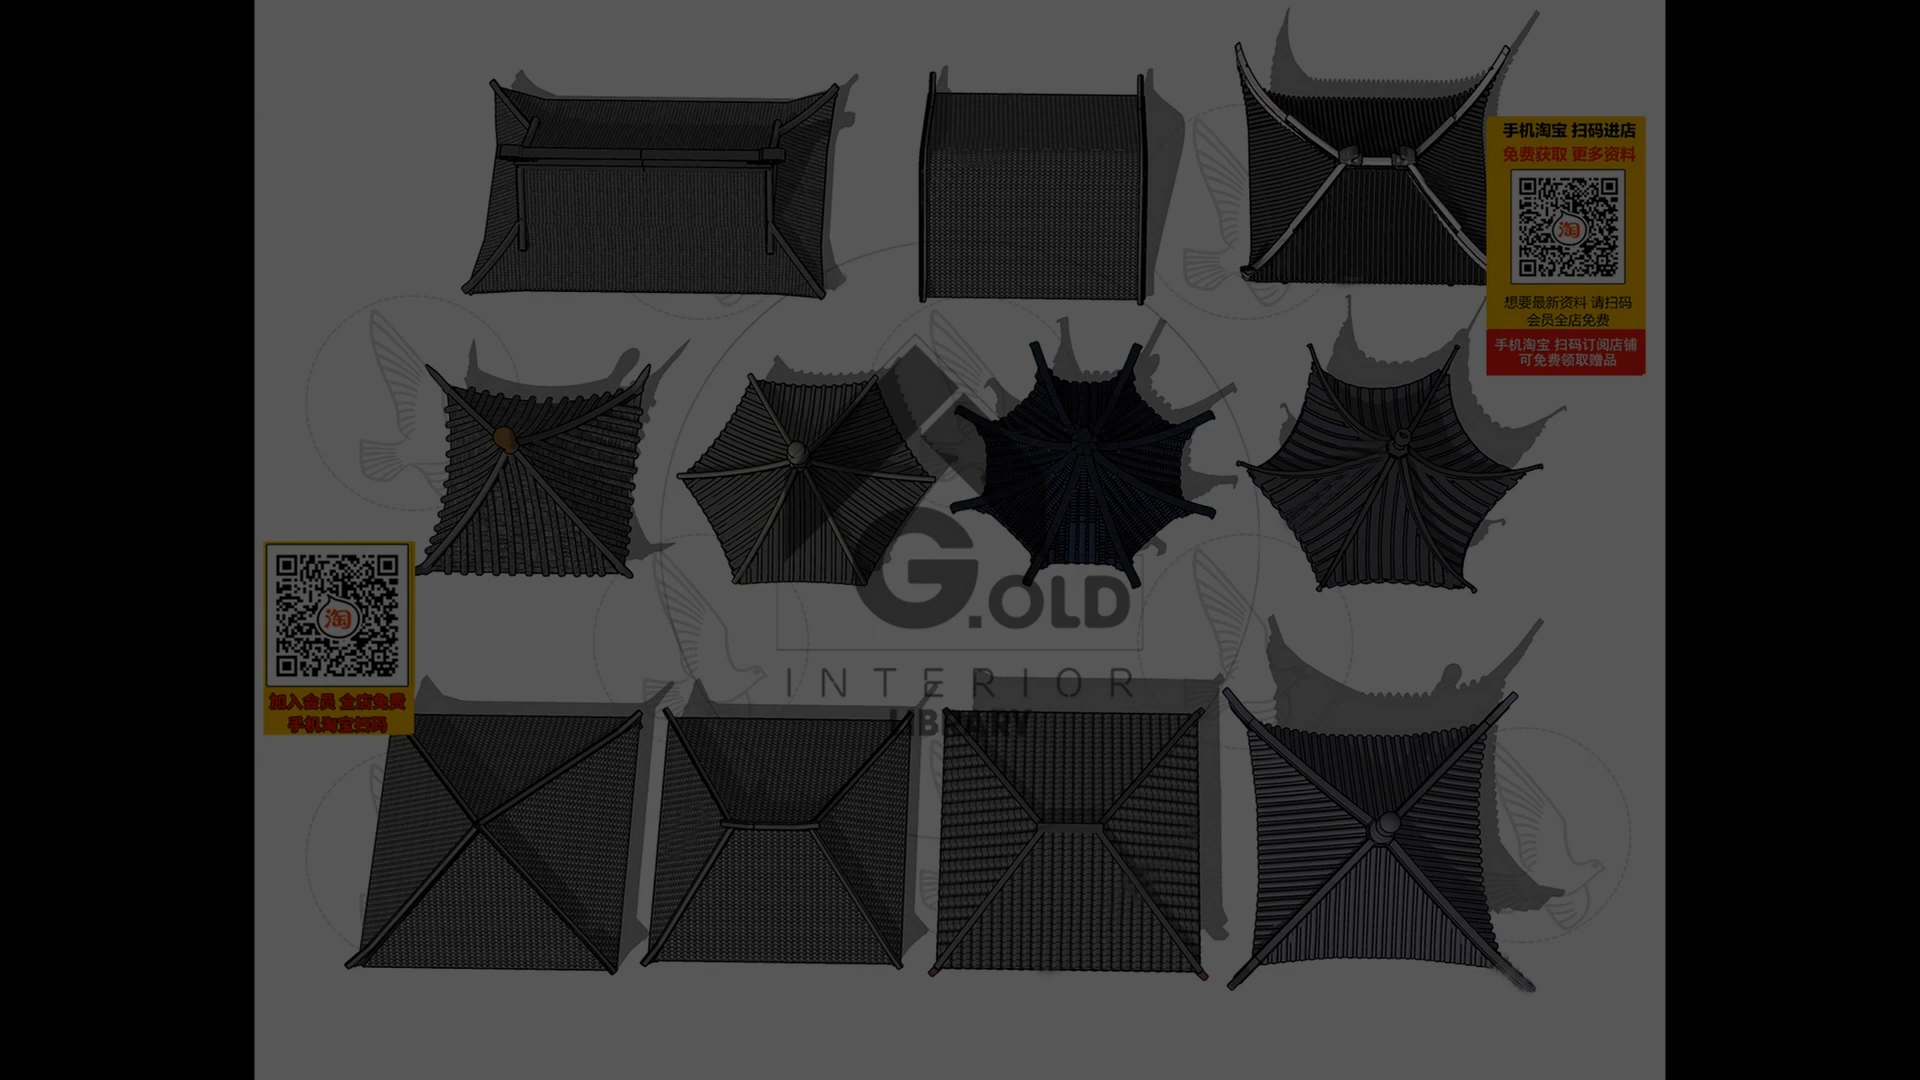 手机淘宝 扫码进店
免费获取 更多资料
淘
想要最新资料 请扫码
会员全店免费
手机淘宝 扫码订阅店铺
可免费领取赠品
G.OLD
INTERIOR
LIBRARY
淘
加入会员 全店免费
手机淘宝扫码